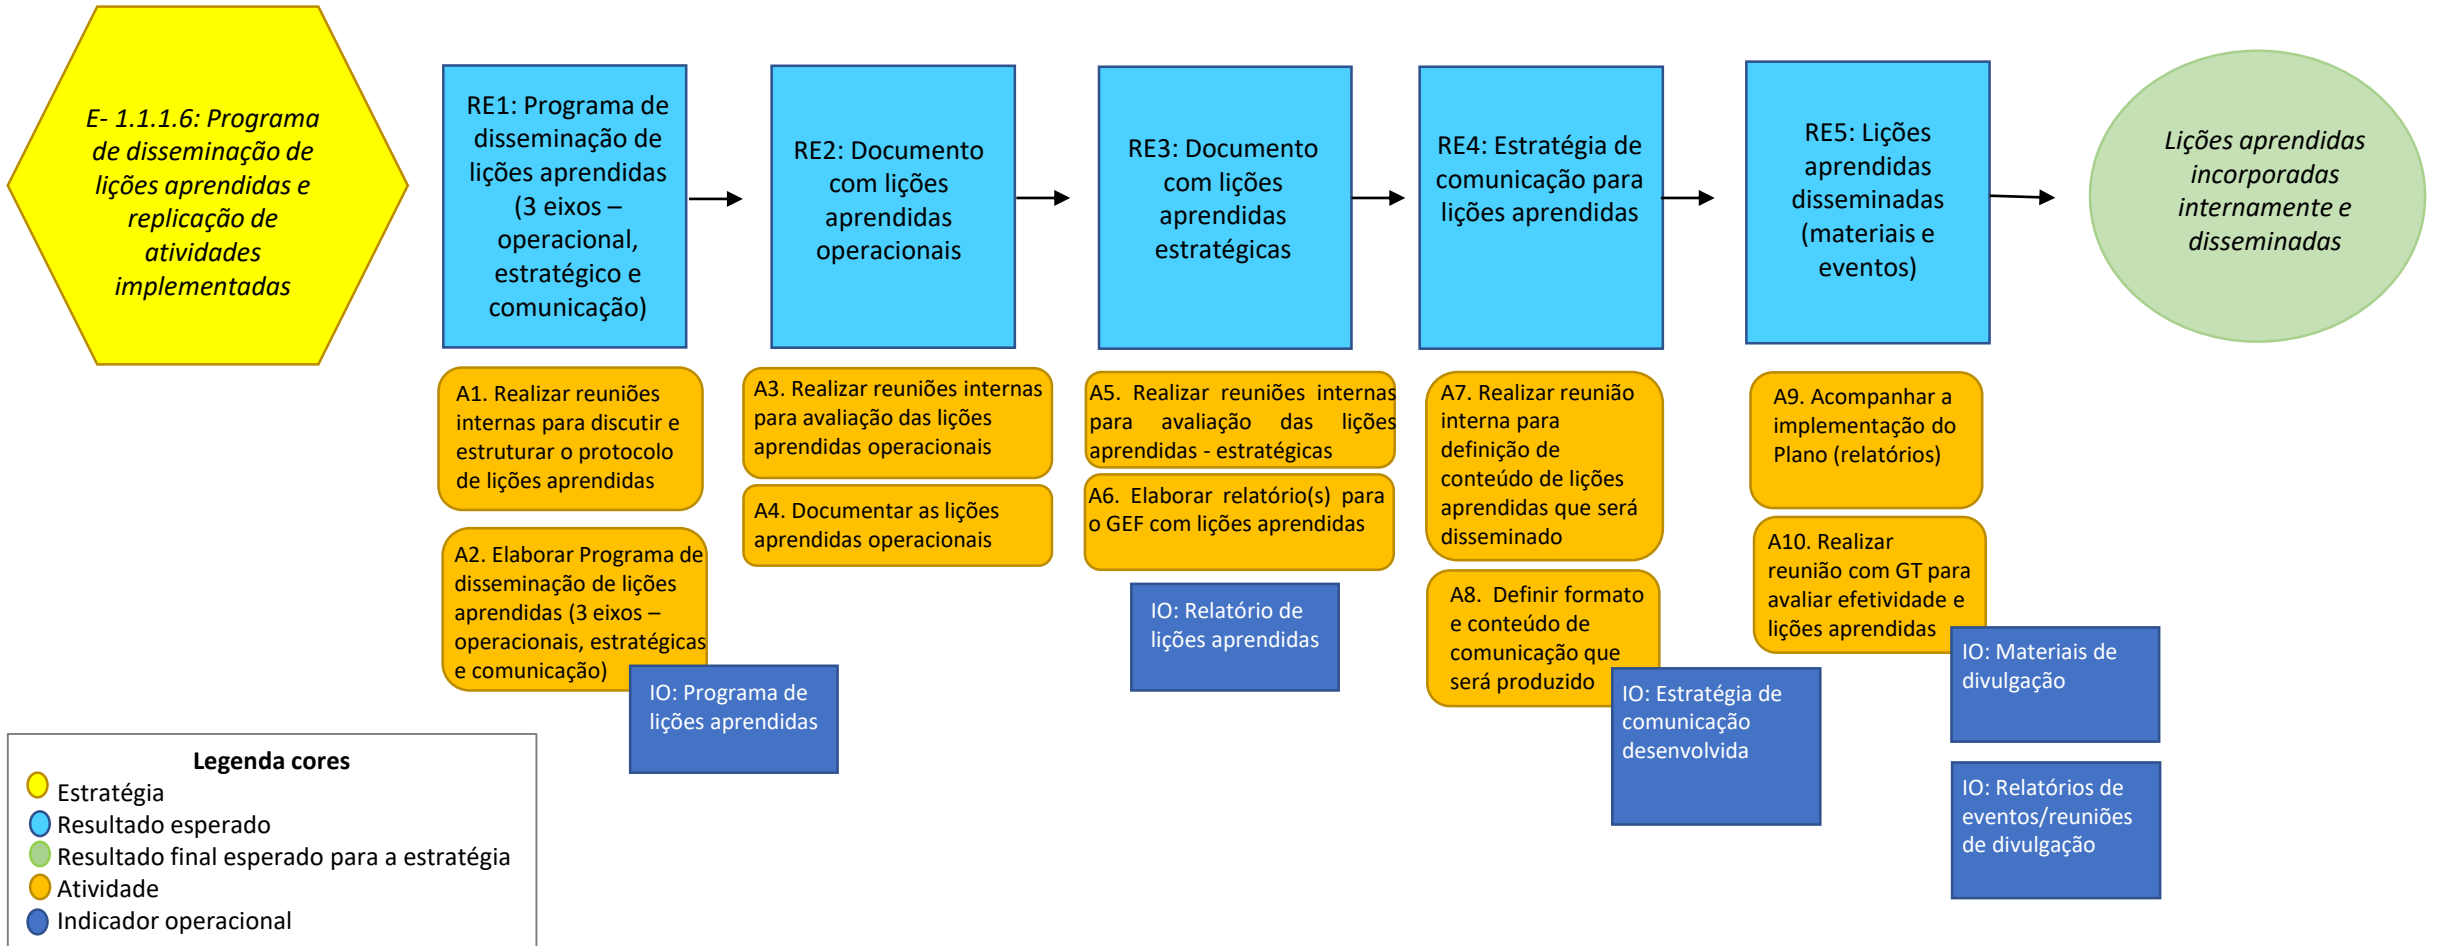 E- 1.1.1.6: Programa
de disseminação de
lições aprendidas e
replicação de
atividades
implementadas
RE1: Programa de
disseminação de
lições aprendidas
(3 eixos –
operacional,
estratégico e
comunicação)
RE2: Documento
com lições
aprendidas
operacionais
RE3: Documento
com lições
aprendidas
estratégicas
RE4: Estratégia de
comunicação para
lições aprendidas
RE5: Lições
aprendidas
disseminadas
(materiais e
eventos)
Lições aprendidas
incorporadas
internamente e
disseminadas
A1. Realizar reuniões
internas para discutir e
estruturar o protocolo
de lições aprendidas
A2. Elaborar Programa de
disseminação de lições
aprendidas (3 eixos –
operacionais, estratégicas
e comunicação)
IO: Programa de
lições aprendidas
A3. Realizar reuniões internas
para avaliação das lições
aprendidas operacionais
A4. Documentar as lições
aprendidas operacionais
A5. Realizar reuniões internas
para avaliação das lições
aprendidas - estratégicas
A6. Elaborar relatório(s) para
o GEF com lições aprendidas
IO: Relatório de
lições aprendidas
A7. Realizar reunião
interna para
definição de
conteúdo de lições
aprendidas que será
disseminado
A8. Definir formato
e conteúdo de
comunicação que
será produzido
IO: Estratégia de
comunicação
desenvolvida
A9. Acompanhar a
implementação do
Plano (relatórios)
A10. Realizar
reunião com GT para
avaliar efetividade e
lições aprendidas
IO: Materiais de
divulgação
IO: Relatórios de
eventos/reuniões
de divulgação
Legenda cores
Estratégia
Resultado esperado
Resultado final esperado para a estratégia
Atividade
Indicador operacional